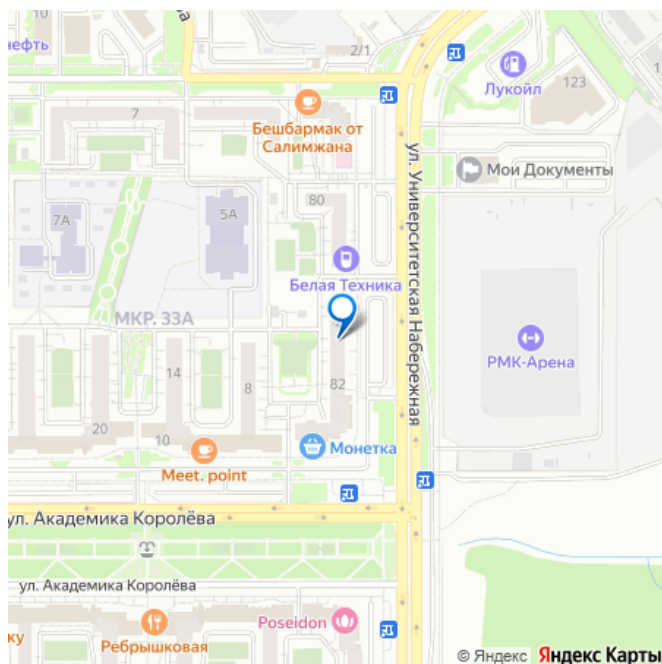 10
нефть
2/1
Лукойл
123
Бешбармак от
Салимжана
7
ул. Университетская Набережная
Мои Документы
7А
5А
80
Белая Техника
МКР. 33А
РМК-Арена
14
8
82
20
10
Монетка
Meet. point
ул. Академика Королёва
ул. Академика Королёва
ку
Ребрышковая
Poseidon
© Яндекс Яндекс Карты